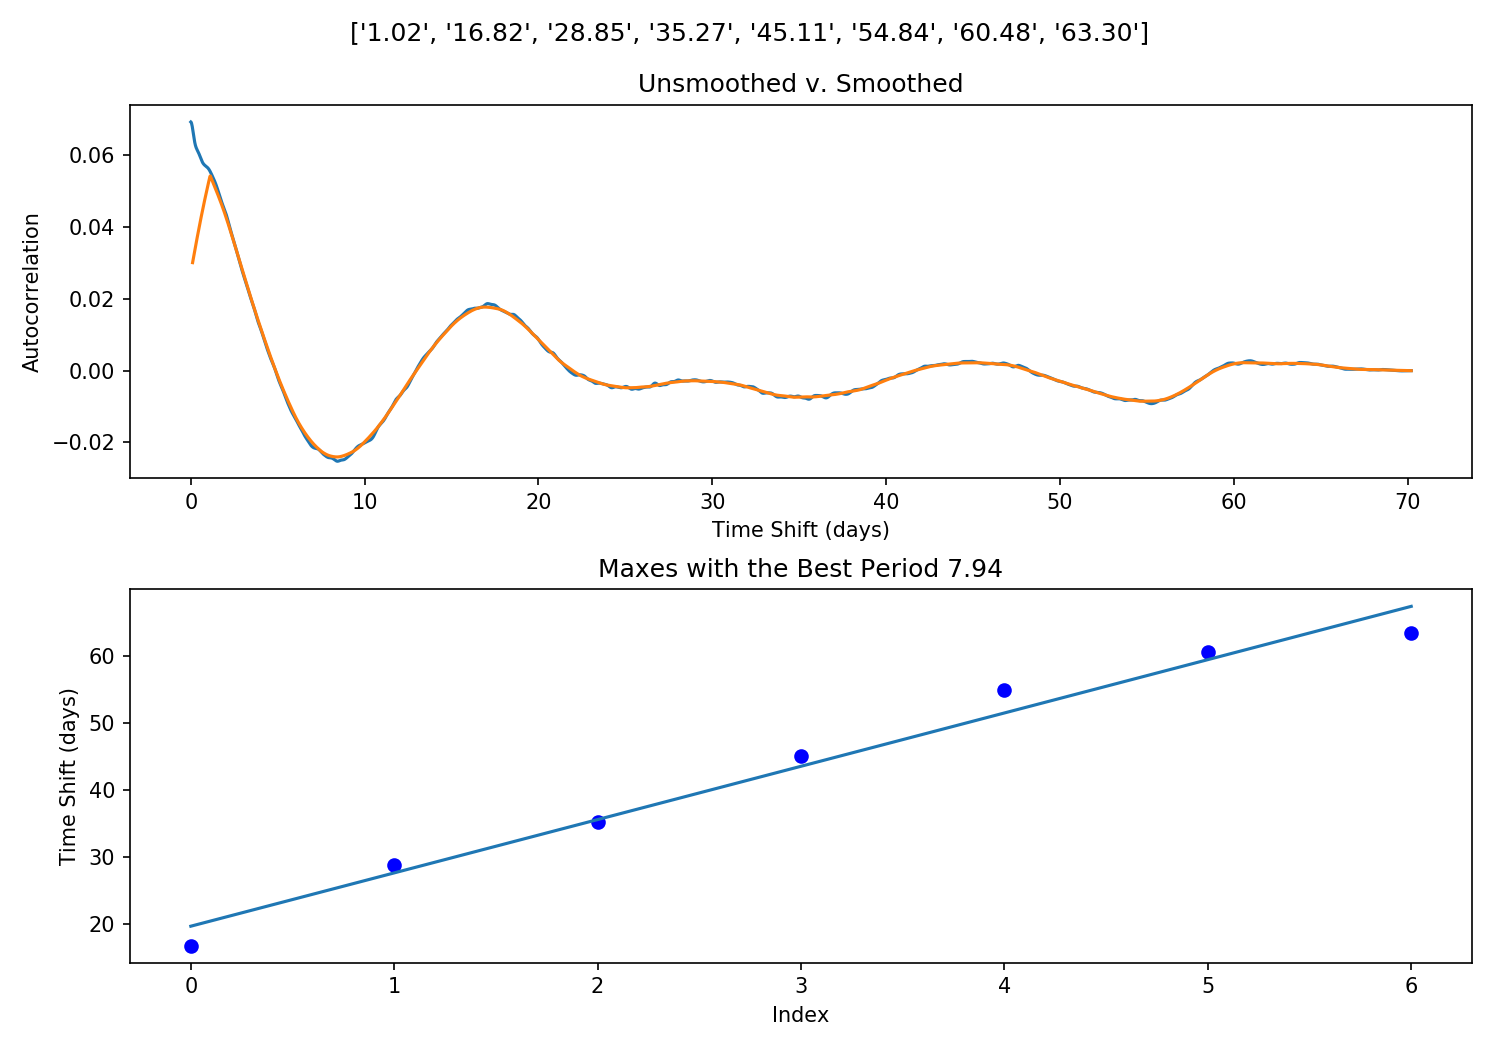 ['1.02', '16.82', '28.85', '35.27', '45.11', '54.84', '60.48', '63.30']
Unsmoothed v. Smoothed
Autocorrelation
0.06
0.04
0.02
0.00
−0.02
0 10 20 30 40 50 60 70
Time Shift (days)
Maxes with the Best Period 7.94
Time Shift (days)
60
50
40
30
20
0 1 2 3 4 5 6
Index